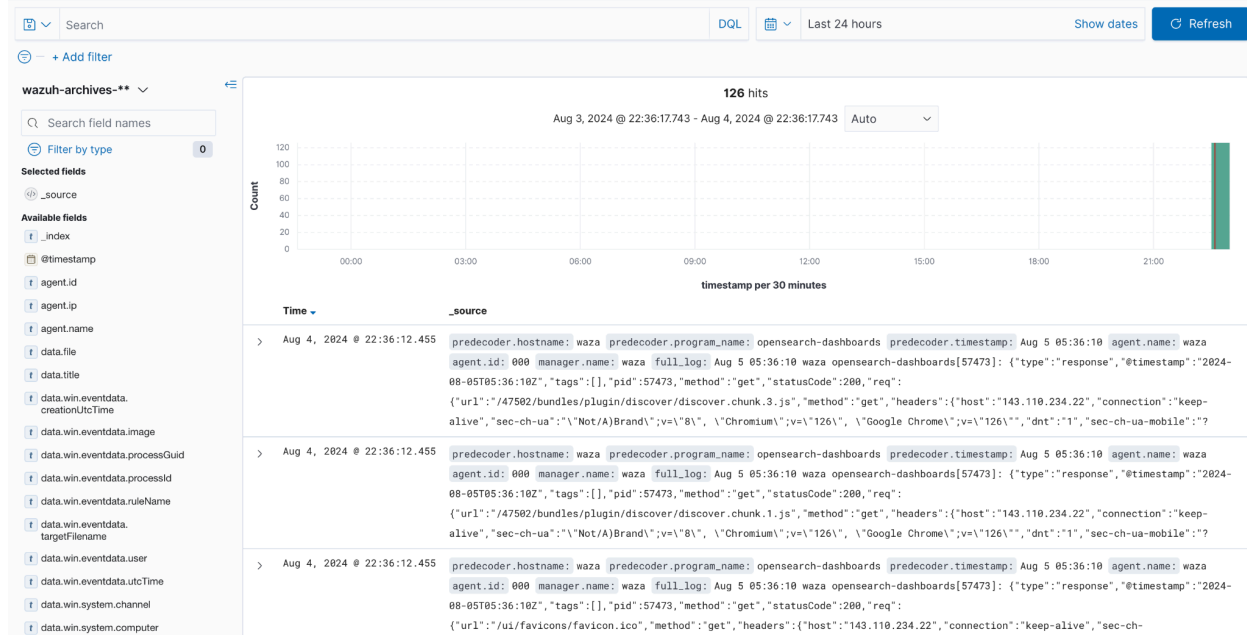 Search
DQL
Last 24 hours
Show dates
Refresh
+ Add filter
wazuh-archives-**
Search field names
Filter by type
0
Selected fields
_source
Available fields
t _index
@timestamp
t agent.id
t agent.ip
t agent.name
t data.file
t data.title
t data.win.eventdata.
creationUtcTime
t data.win.eventdata.image
t data.win.eventdata.processGuid
t data.win.eventdata.processId
t data.win.eventdata.ruleName
t data.win.eventdata.
targetFilename
t data.win.eventdata.user
t data.win.eventdata.utcTime
t data.win.system.channel
t data.win.system.computer
126 hits
Aug 3, 2024 @ 22:36:17.743 - Aug 4, 2024 @ 22:36:17.743
Auto
Count
120
100
80
60
40
20
0
00:00
03:00
06:00
09:00
12:00
15:00
18:00
21:00
timestamp per 30 minutes
Time
_source
Aug 4, 2024 @ 22:36:12.455
predecoder.hostname: waza predecoder.program_name: opensearch-dashboards predecoder.timestamp: Aug 5 05:36:10 agent.name: waza
agent.id: 000 manager.name: waza full_log: Aug 5 05:36:10 waza opensearch-dashboards[57473]: {"type":"response","@timestamp":"2024-
08-05T05:36:10Z","tags":[],"pid":57473,"method":"get","statusCode":200,"req":
{"url":"/47502/bundles/plugin/discover/discover.chunk.3.js","method":"get","headers":{"host":"143.110.234.22","connection":"keep-
alive","sec-ch-ua":"\"Not/A)Brand\";v=\"8\", \"Chromium\";v=\"126\", \"Google Chrome\";v=\"126\"","dnt":"1","sec-ch-ua-mobile":"?
Aug 4, 2024 @ 22:36:12.455
predecoder.hostname: waza predecoder.program_name: opensearch-dashboards predecoder.timestamp: Aug 5 05:36:10 agent.name: waza
agent.id: 000 manager.name: waza full_log: Aug 5 05:36:10 waza opensearch-dashboards[57473]: {"type":"response","@timestamp":"2024-
08-05T05:36:10Z","tags":[],"pid":57473,"method":"get","statusCode":200,"req":
{"url":"/47502/bundles/plugin/discover/discover.chunk.1.js","method":"get","headers":{"host":"143.110.234.22","connection":"keep-
alive","sec-ch-ua":"\"Not/A)Brand\";v=\"8\", \"Chromium\";v=\"126\", \"Google Chrome\";v=\"126\"","dnt":"1","sec-ch-ua-mobile":"?
Aug 4, 2024 @ 22:36:12.455
predecoder.hostname: waza predecoder.program_name: opensearch-dashboards predecoder.timestamp: Aug 5 05:36:10 agent.name: waza
agent.id: 000 manager.name: waza full_log: Aug 5 05:36:10 waza opensearch-dashboards[57473]: {"type":"response","@timestamp":"2024-
08-05T05:36:10Z","tags":[],"pid":57473,"method":"get","statusCode":200,"req":
{"url":"/ui/favicons/favicon.ico","method":"get","headers":{"host":"143.110.234.22","connection":"keep-alive","sec-ch-